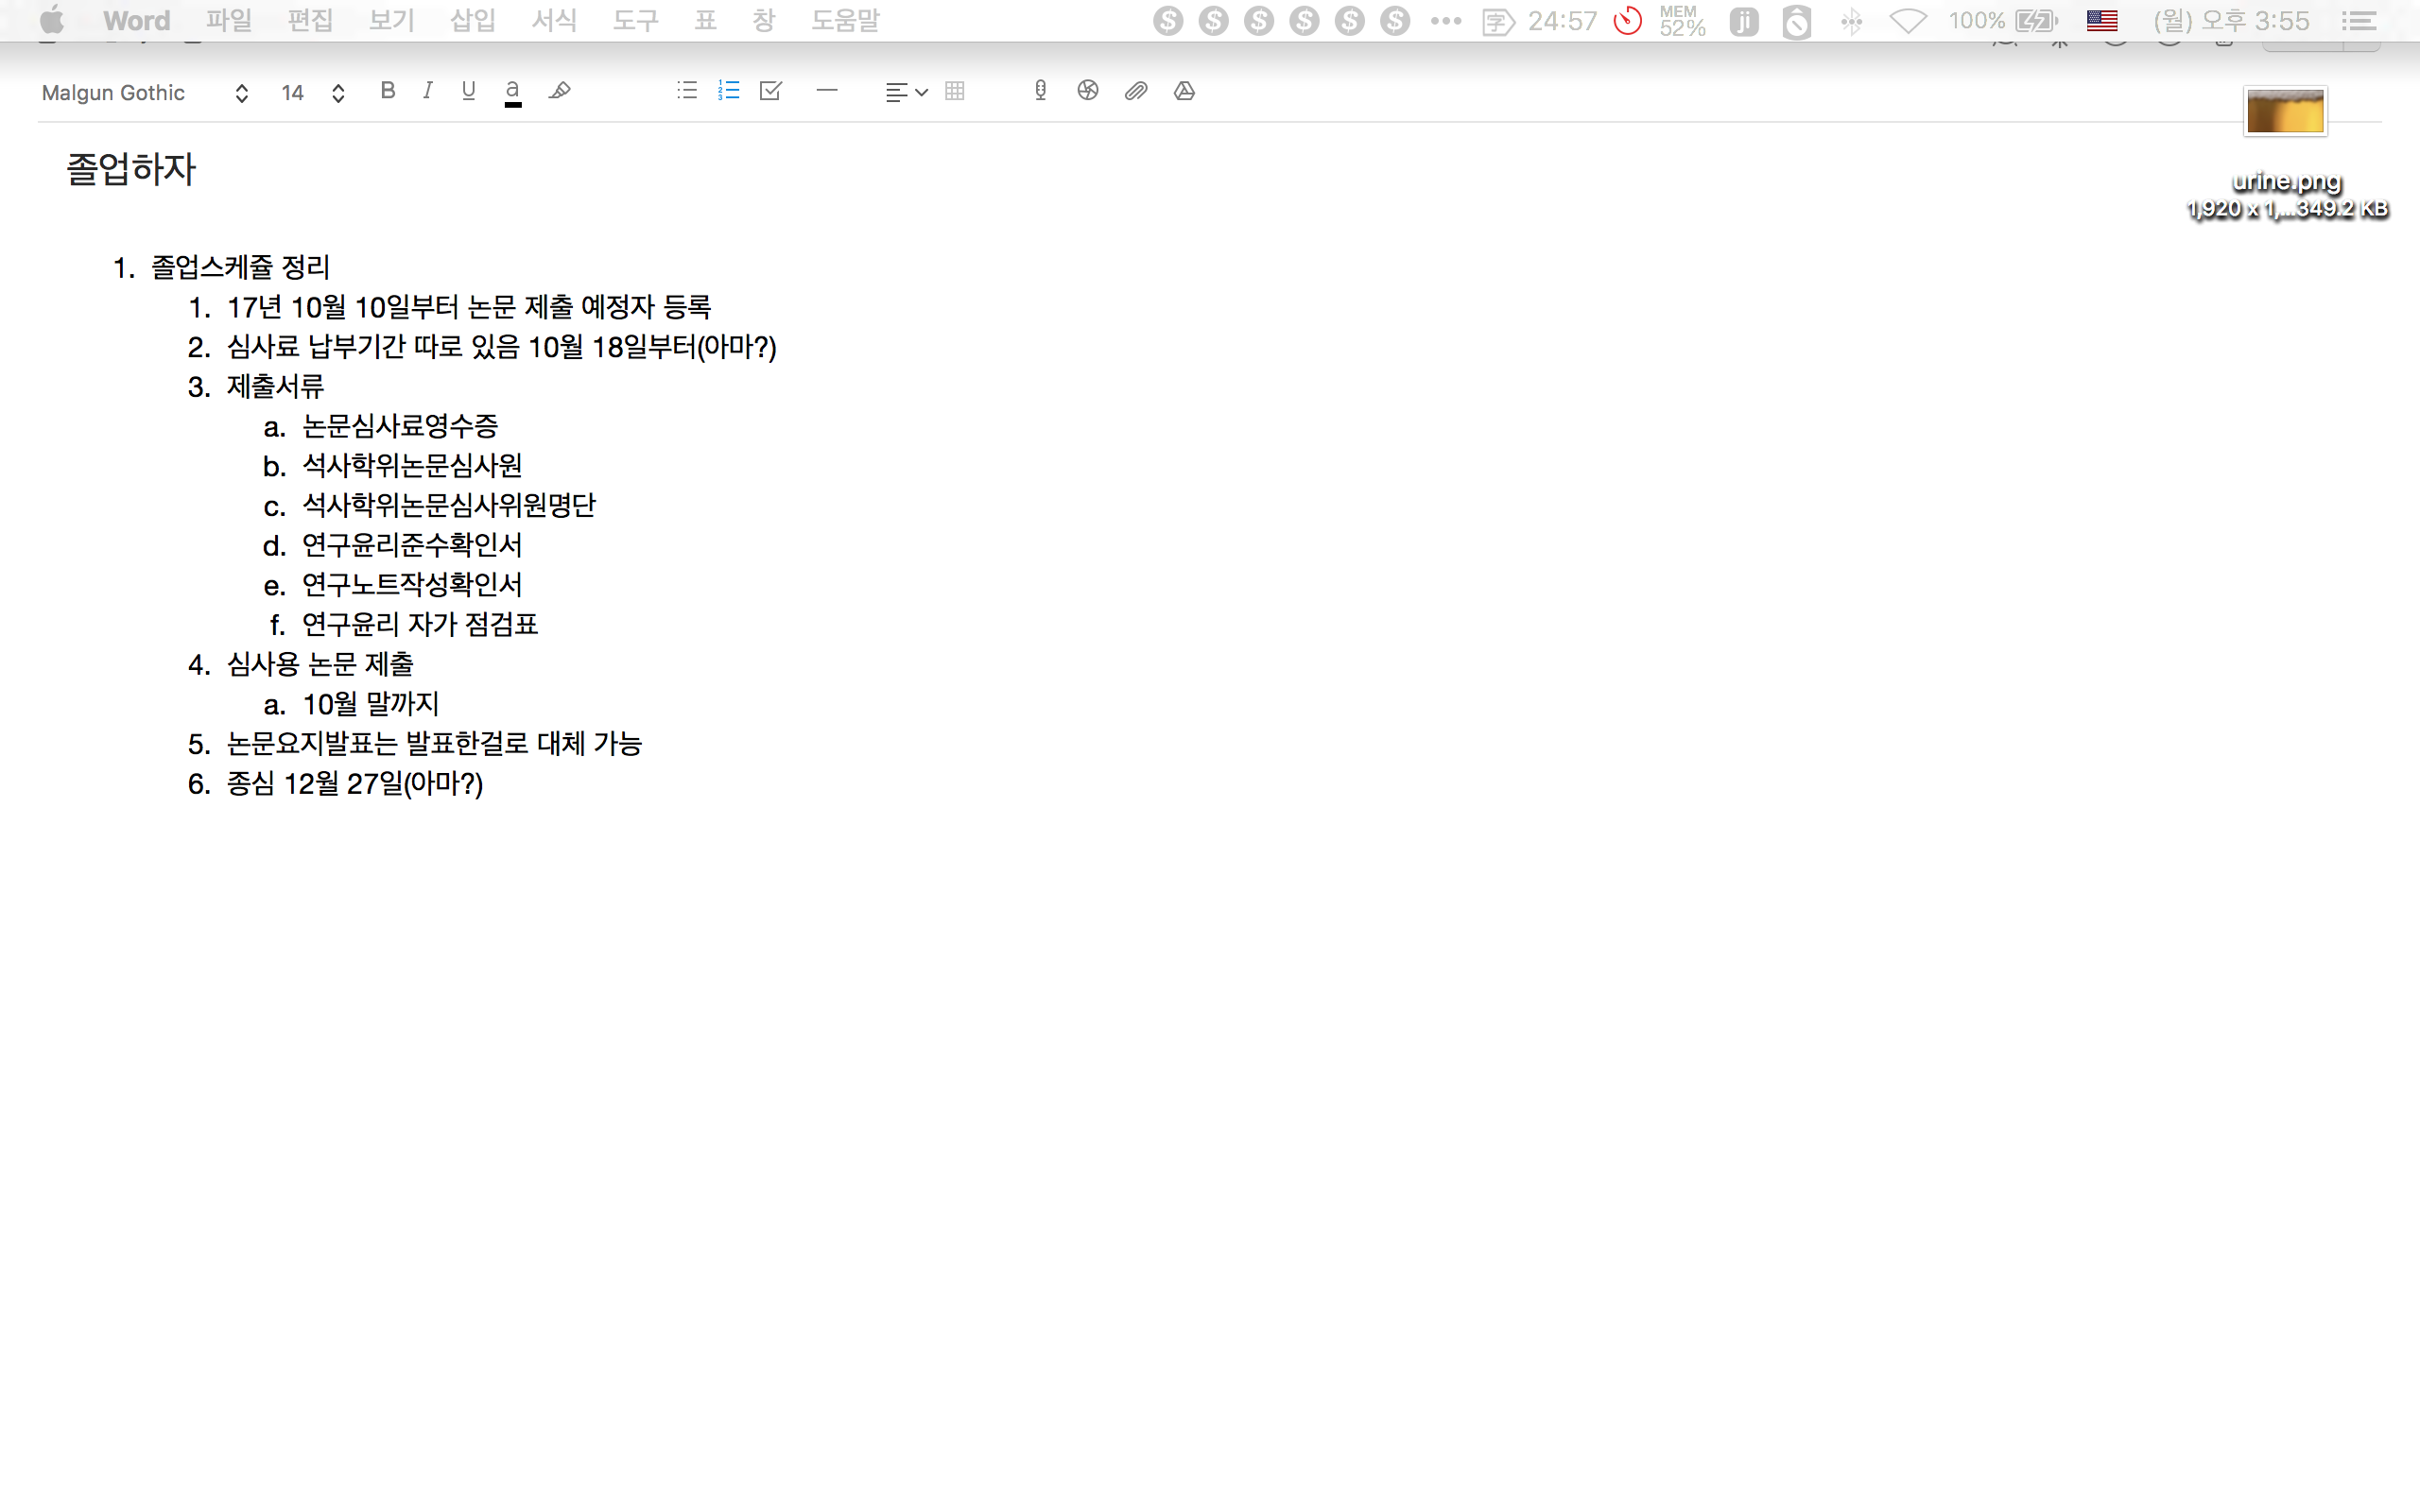 Word 파일 편집 보기 삽입 서식 도구 표 창 도움말 24:57 MEM 52% ji 100% (월) 오후 3:55
Malgun Gothic 14 B I U a
졸업하자
urine.png
1,920 x 1,...349.2 KB
1. 졸업스케쥴 정리
1. 17년 10월 10일부터 논문 제출 예정자 등록
2. 심사료 납부기간 따로 있음 10월 18일부터(아마?)
3. 제출서류
a. 논문심사료영수증
b. 석사학위논문심사원
c. 석사학위논문심사위원명단
d. 연구윤리준수확인서
e. 연구노트작성확인서
f. 연구윤리 자가 점검표
4. 심사용 논문 제출
a. 10월 말까지
5. 논문요지발표는 발표한걸로 대체 가능
6. 종심 12월 27일(아마?)